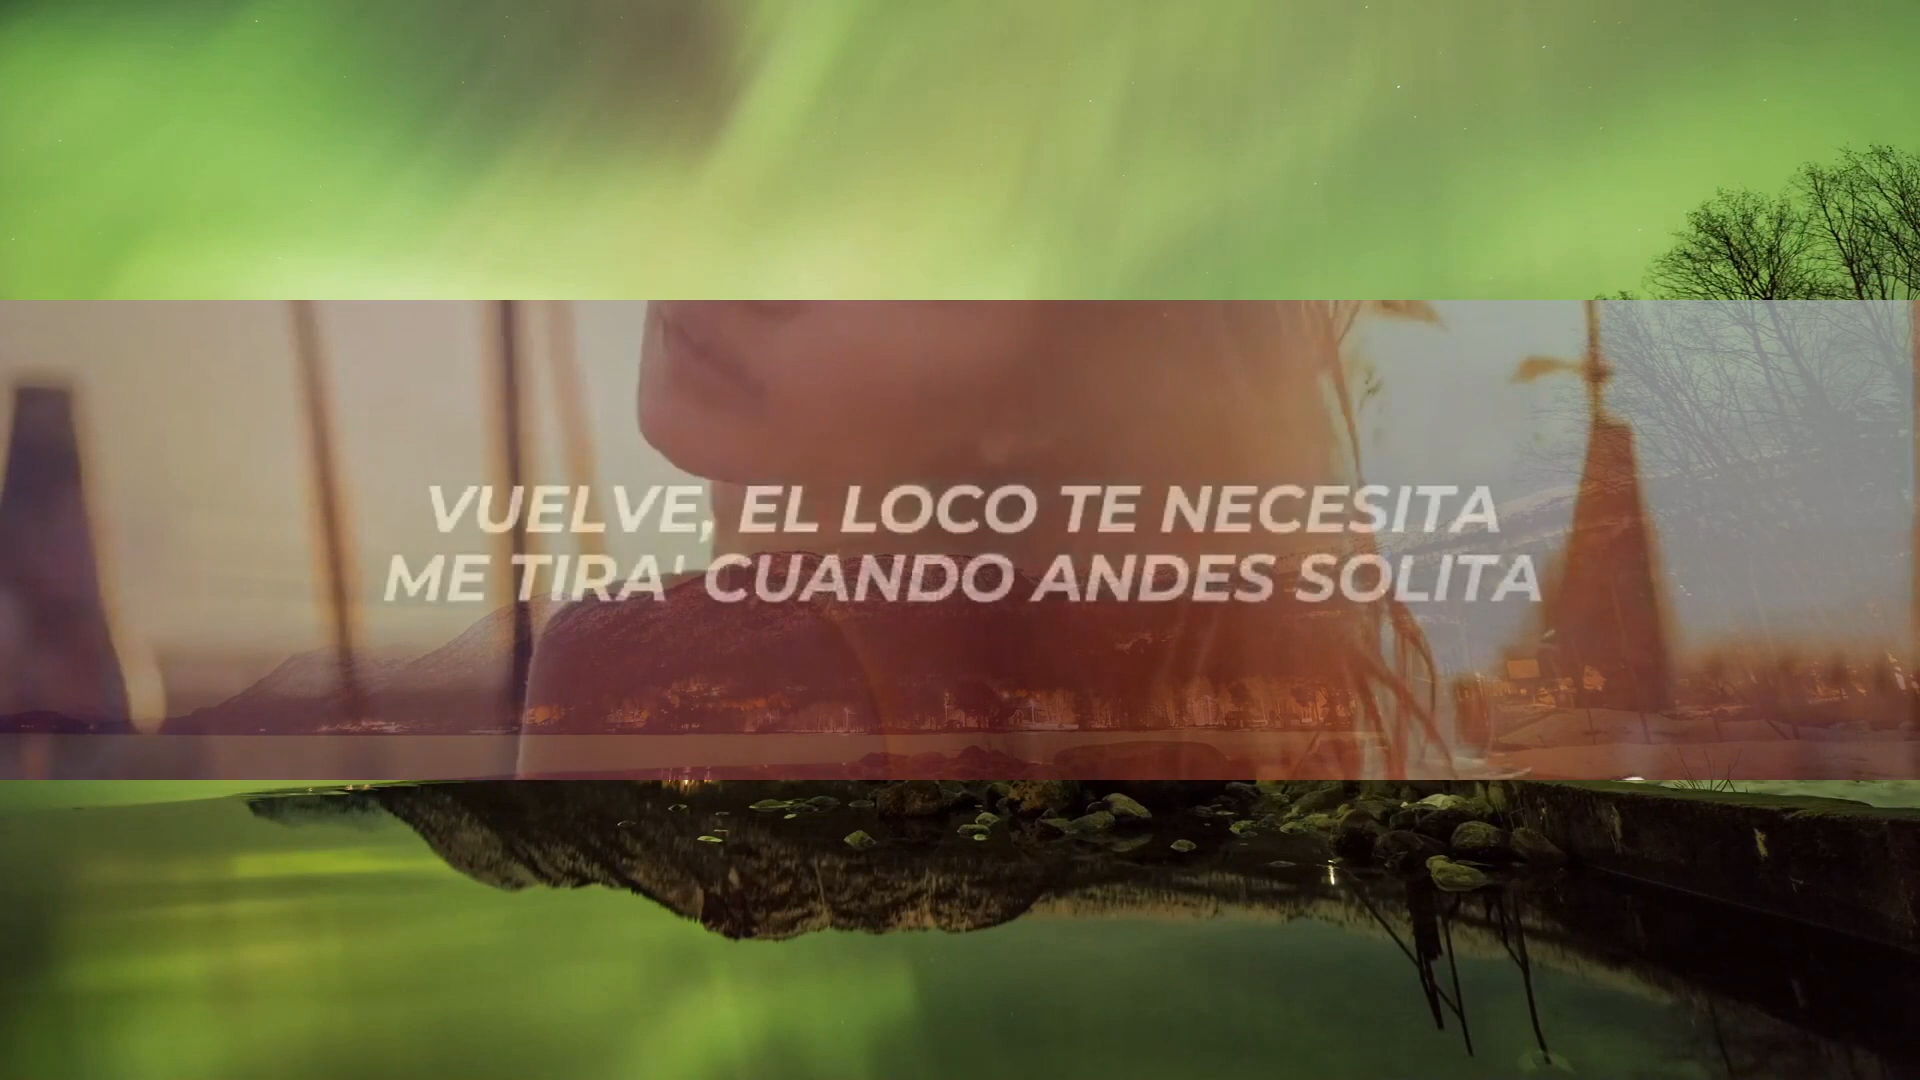 VUELVE, EL LOCO TE NECESITA
ME TIRA' CUANDO ANDES SOLITA